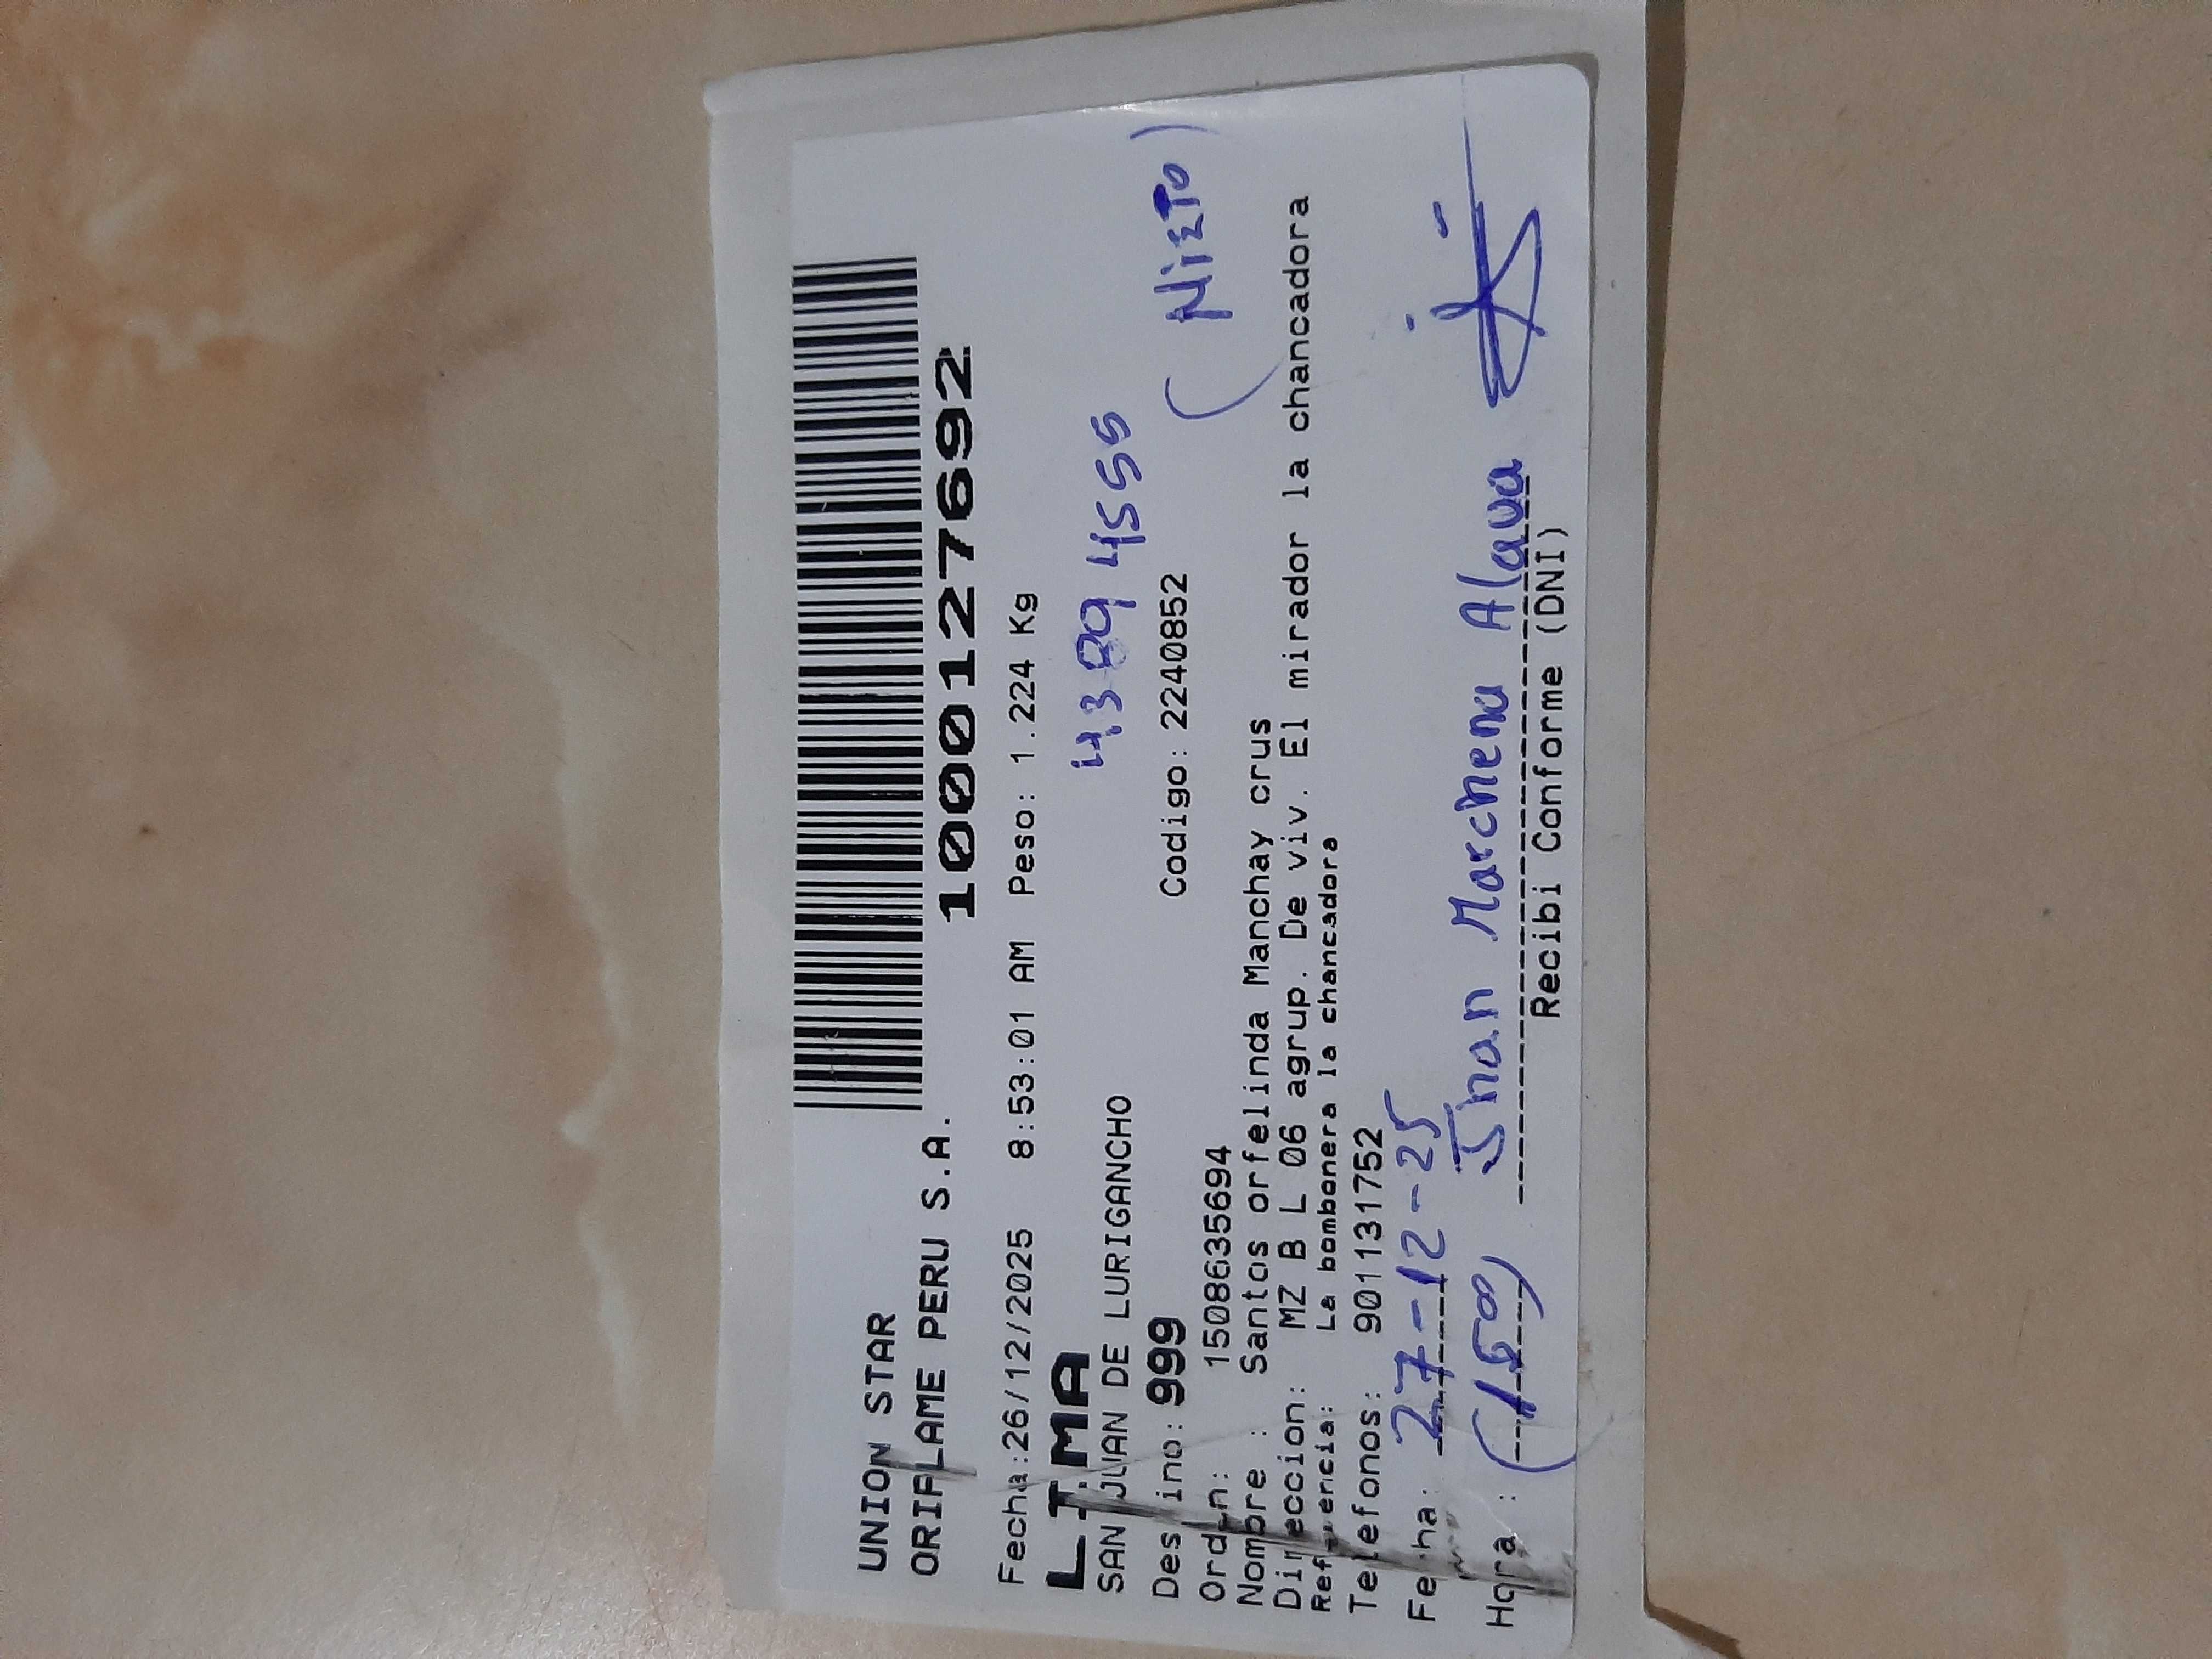 UNION STAR
ORIFLAME PERU S.A.
1000127692
Fecha:26/12/2025 8:53:01 AM Peso: 1.224 Kg
LIMA
SAN JUAN DE LURIGANCHO
4389 4555
Destino: 999 Codigo: 2240852
(NIETO)
Orden: 1508635694
Nombre : Santos orfelinda Manchay crus
Direccion: MZ B L 06 agrup. De viv. El mirador la chancadora
Referencia: La bombonera la chancadora
Telefonos: 901131752
Fecha: 27-12-25
Hora : (1500) Jhan Marchena Alava
Recibi Conforme (DNI)